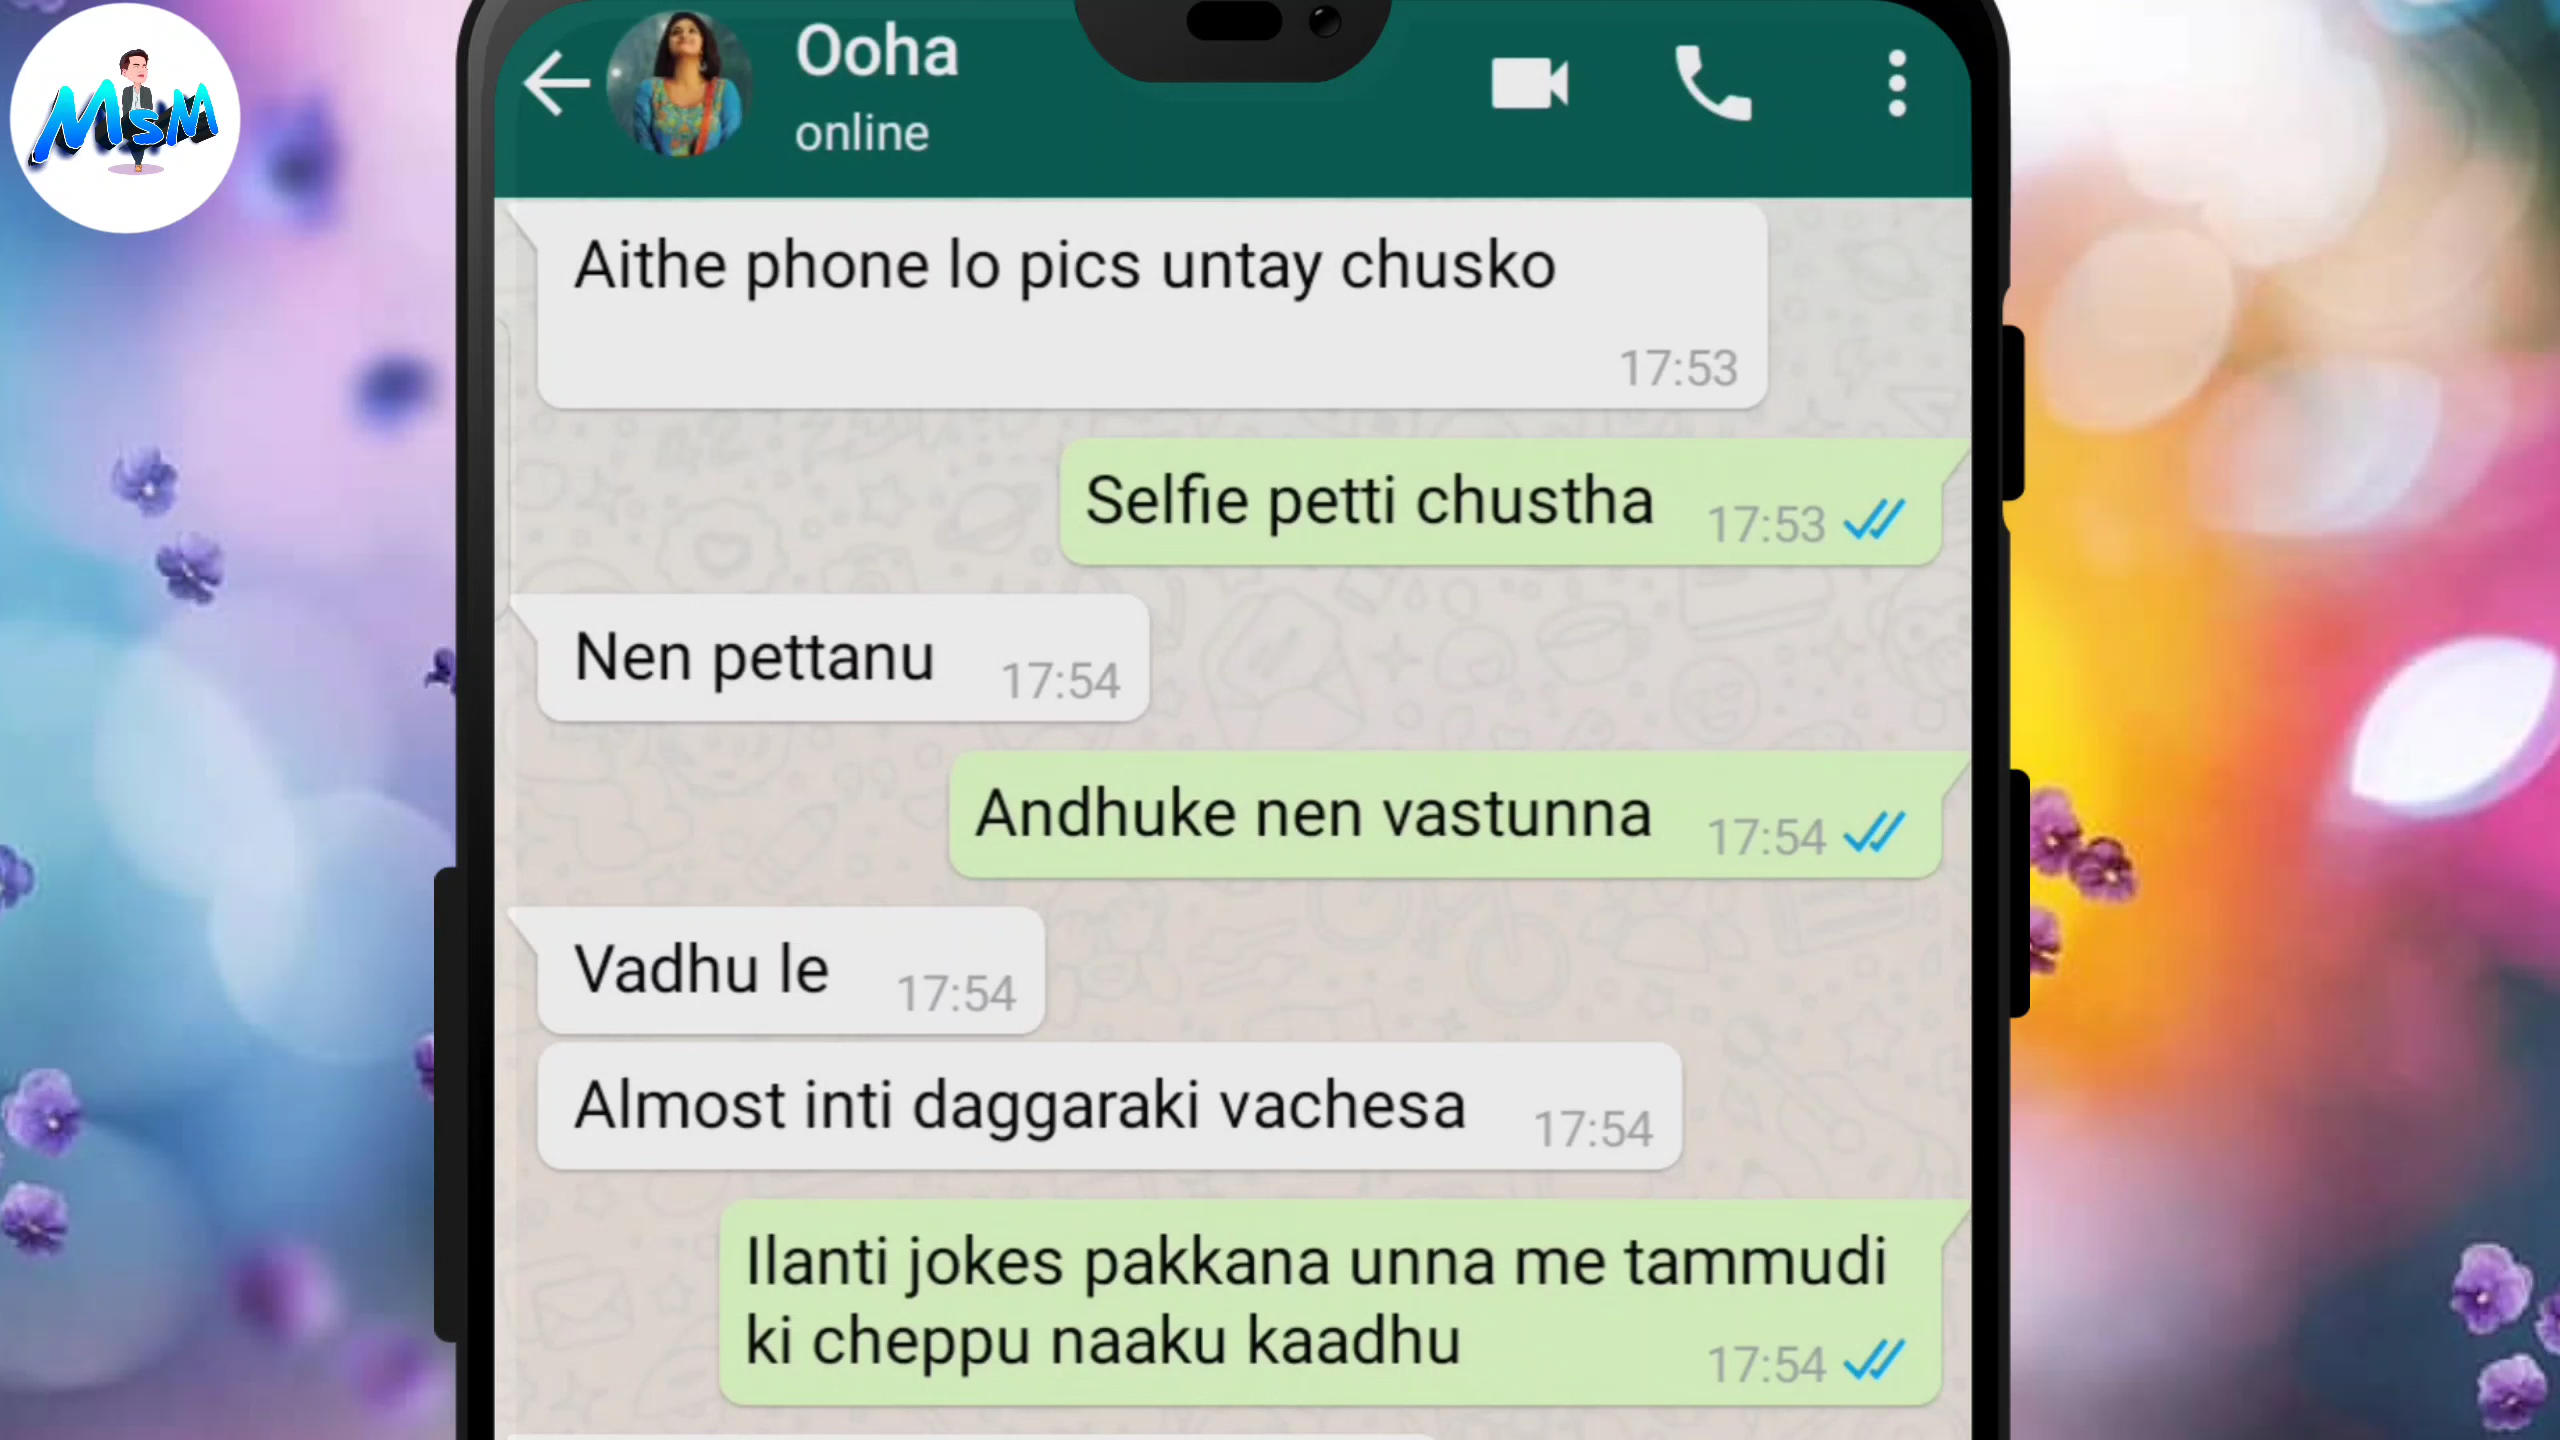 MSM
Ooha
online
Aithe phone lo pics untay chusko
17:53
Selfie petti chustha 17:53
Nen pettanu 17:54
Andhuke nen vastunna 17:54
Vadhu le 17:54
Almost inti daggaraki vachesa 17:54
Ilanti jokes pakkana unna me tammudi
ki cheppu naaku kaadhu 17:54